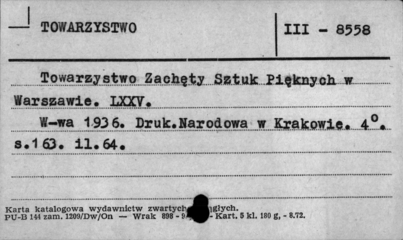 TOWARZYSTWO
III - 8558
Towarzystwo Zachęty Sztuk Pięknych w
Warszawie. LXXV.
W-wa 1936. Druk.Narodowa w Krakowie. 4°.
s.163. il.64.
Karta katalogowa wydawnictw zwartych
PU-B 144 zam. 1209/Dw/On — Wrak 898 - Kart. 5 kl. 180 g, - 8.72.